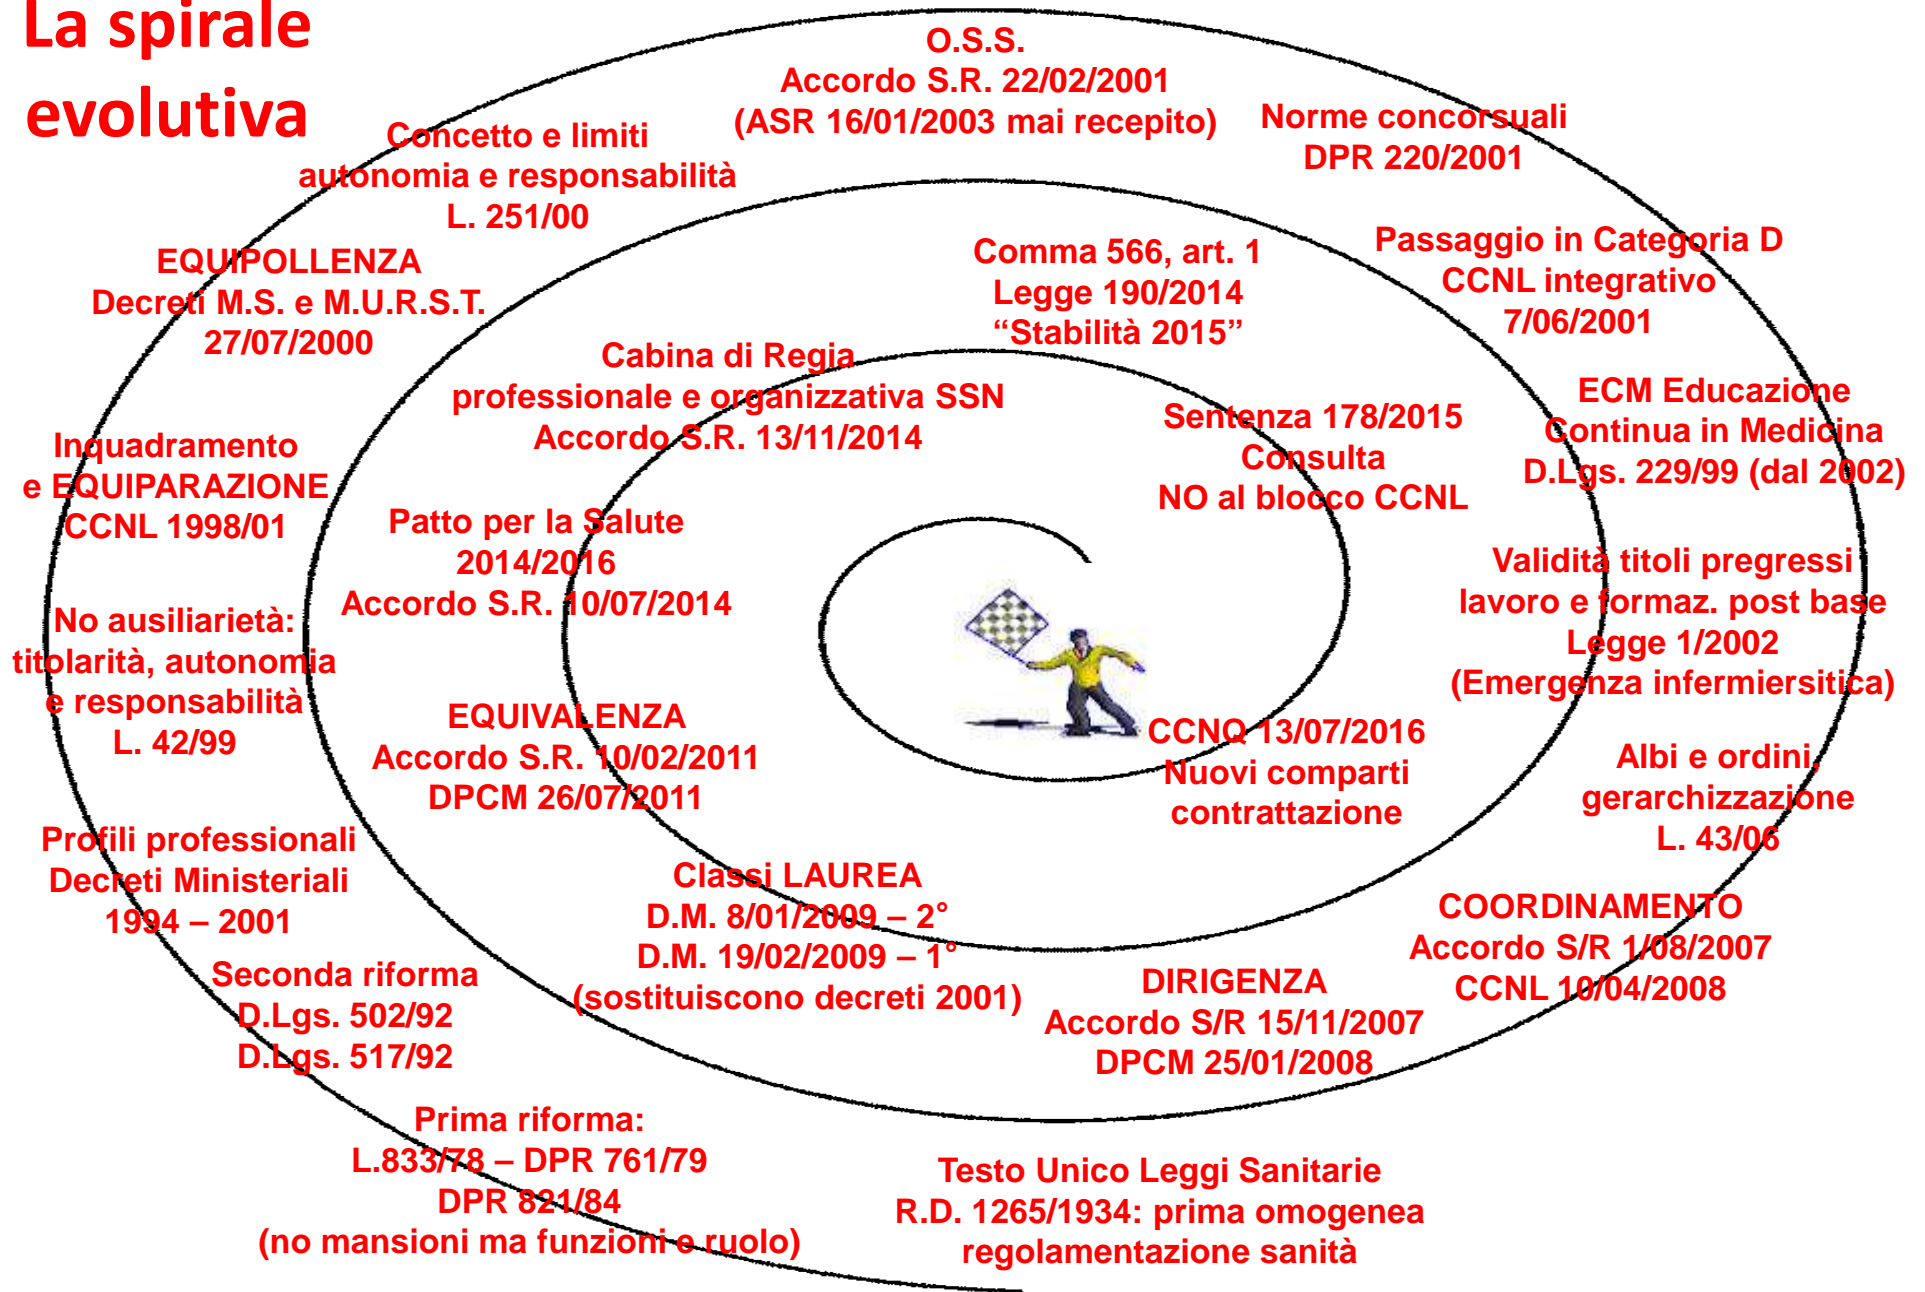 La spirale
evolutiva
O.S.S.
Accordo S.R. 22/02/2001
(ASR 16/01/2003 mai recepito)
Norme concorsuali
DPR 220/2001
Concetto e limiti
autonomia e responsabilità
L. 251/00
EQUIPOLLENZA
Decreti M.S. e M.U.R.S.T.
27/07/2000
Comma 566, art. 1
Legge 190/2014
“Stabilità 2015”
Passaggio in Categoria D
CCNL integrativo
7/06/2001
Cabina di Regia
professionale e organizzativa SSN
Accordo S.R. 13/11/2014
Sentenza 178/2015
Consulta
NO al blocco CCNL
ECM Educazione
Continua in Medicina
D.Lgs. 229/99 (dal 2002)
Inquadramento
e EQUIPARAZIONE
CCNL 1998/01
Patto per la Salute
2014/2016
Accordo S.R. 10/07/2014
Validità titoli pregressi
lavoro e formaz. post base
Legge 1/2002
(Emergenza infermiersitica)
No ausiliarietà:
titolarità, autonomia
e responsabilità
L. 42/99
EQUIVALENZA
Accordo S.R. 10/02/2011
DPCM 26/07/2011
CCNQ 13/07/2016
Nuovi comparti
contrattazione
Albi e ordini,
gerarchizzazione
L. 43/06
Profili professionali
Decreti Ministeriali
1994 – 2001
Classi LAUREA
D.M. 8/01/2009 – 2°
D.M. 19/02/2009 – 1°
(sostituiscono decreti 2001)
COORDINAMENTO
Accordo S/R 1/08/2007
CCNL 10/04/2008
Seconda riforma
D.Lgs. 502/92
D.Lgs. 517/92
DIRIGENZA
Accordo S/R 15/11/2007
DPCM 25/01/2008
Prima riforma:
L.833/78 – DPR 761/79
DPR 821/84
(no mansioni ma funzioni e ruolo)
Testo Unico Leggi Sanitarie
R.D. 1265/1934: prima omogenea
regolamentazione sanità